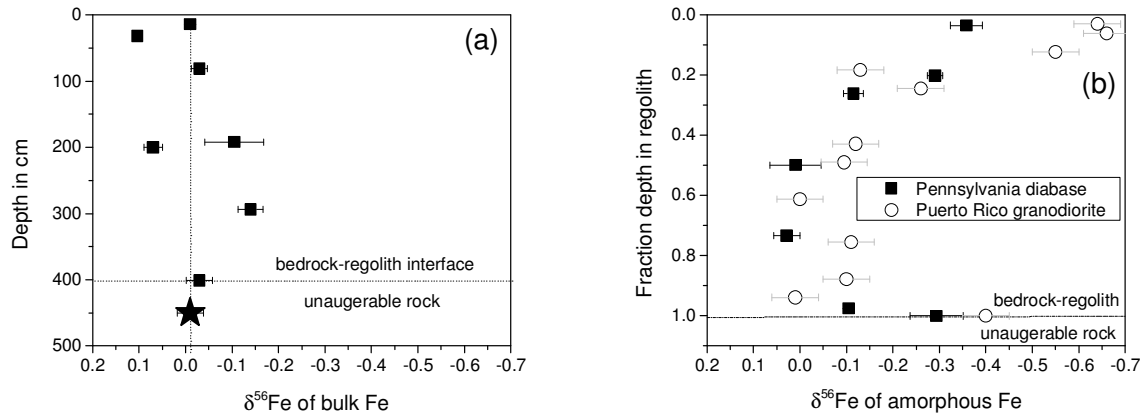 (a)
0
100
200
300
400
500
Depth in cm
bedrock-regolith interface
unaugerable rock
0.2 0.1 0.0 -0.1 -0.2 -0.3 -0.4 -0.5 -0.6 -0.7
δ⁵⁶Fe of bulk Fe
(b)
0.0
0.2
0.4
0.6
0.8
1.0
Fraction depth in regolith
Pennsylvania diabase
Puerto Rico granodiorite
bedrock-regolith
unaugerable rock
0.2 0.1 0.0 -0.1 -0.2 -0.3 -0.4 -0.5 -0.6 -0.7
δ⁵⁶Fe of amorphous Fe